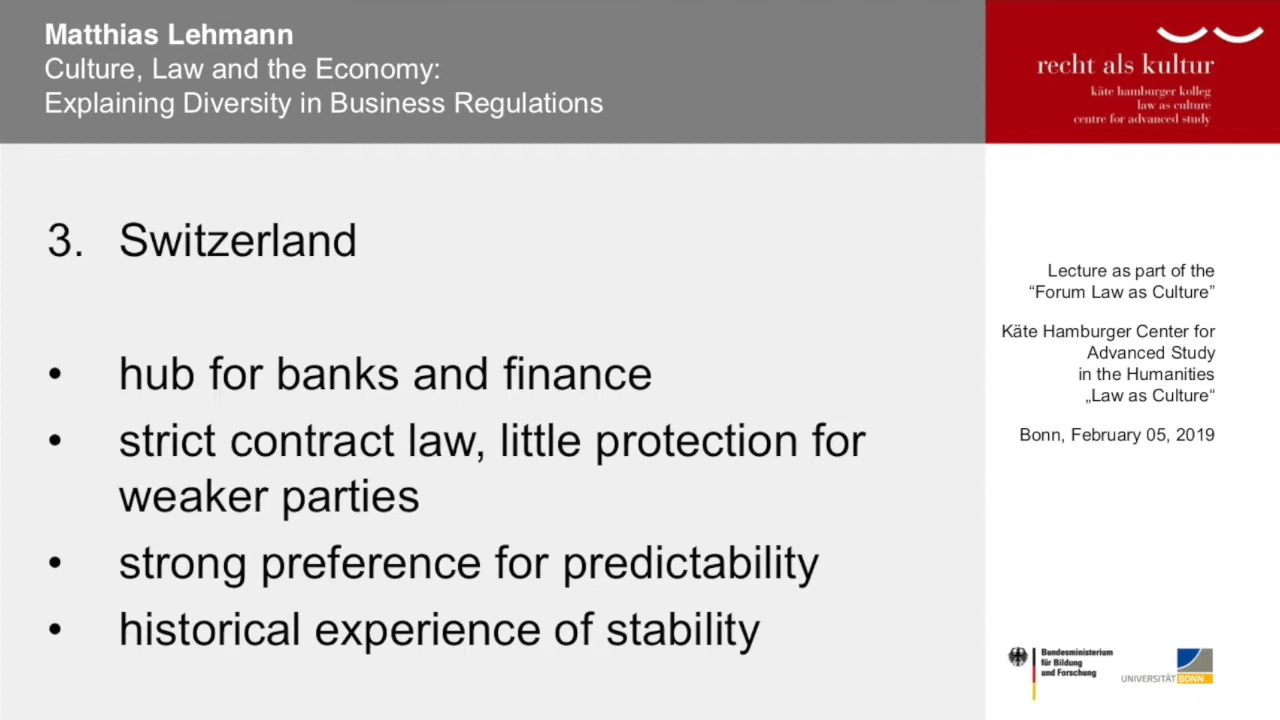 Matthias Lehmann
Culture, Law and the Economy:
Explaining Diversity in Business Regulations
recht als kultur
käte hamburger kolleg
law as culture
centre for advanced study
3. Switzerland
• hub for banks and finance
• strict contract law, little protection for
weaker parties
• strong preference for predictability
• historical experience of stability
Lecture as part of the
“Forum Law as Culture”
Käte Hamburger Center for
Advanced Study
in the Humanities
„Law as Culture“
Bonn, February 05, 2019
Bundesministerium
für Bildung
und Forschung
UNIVERSITÄT BONN